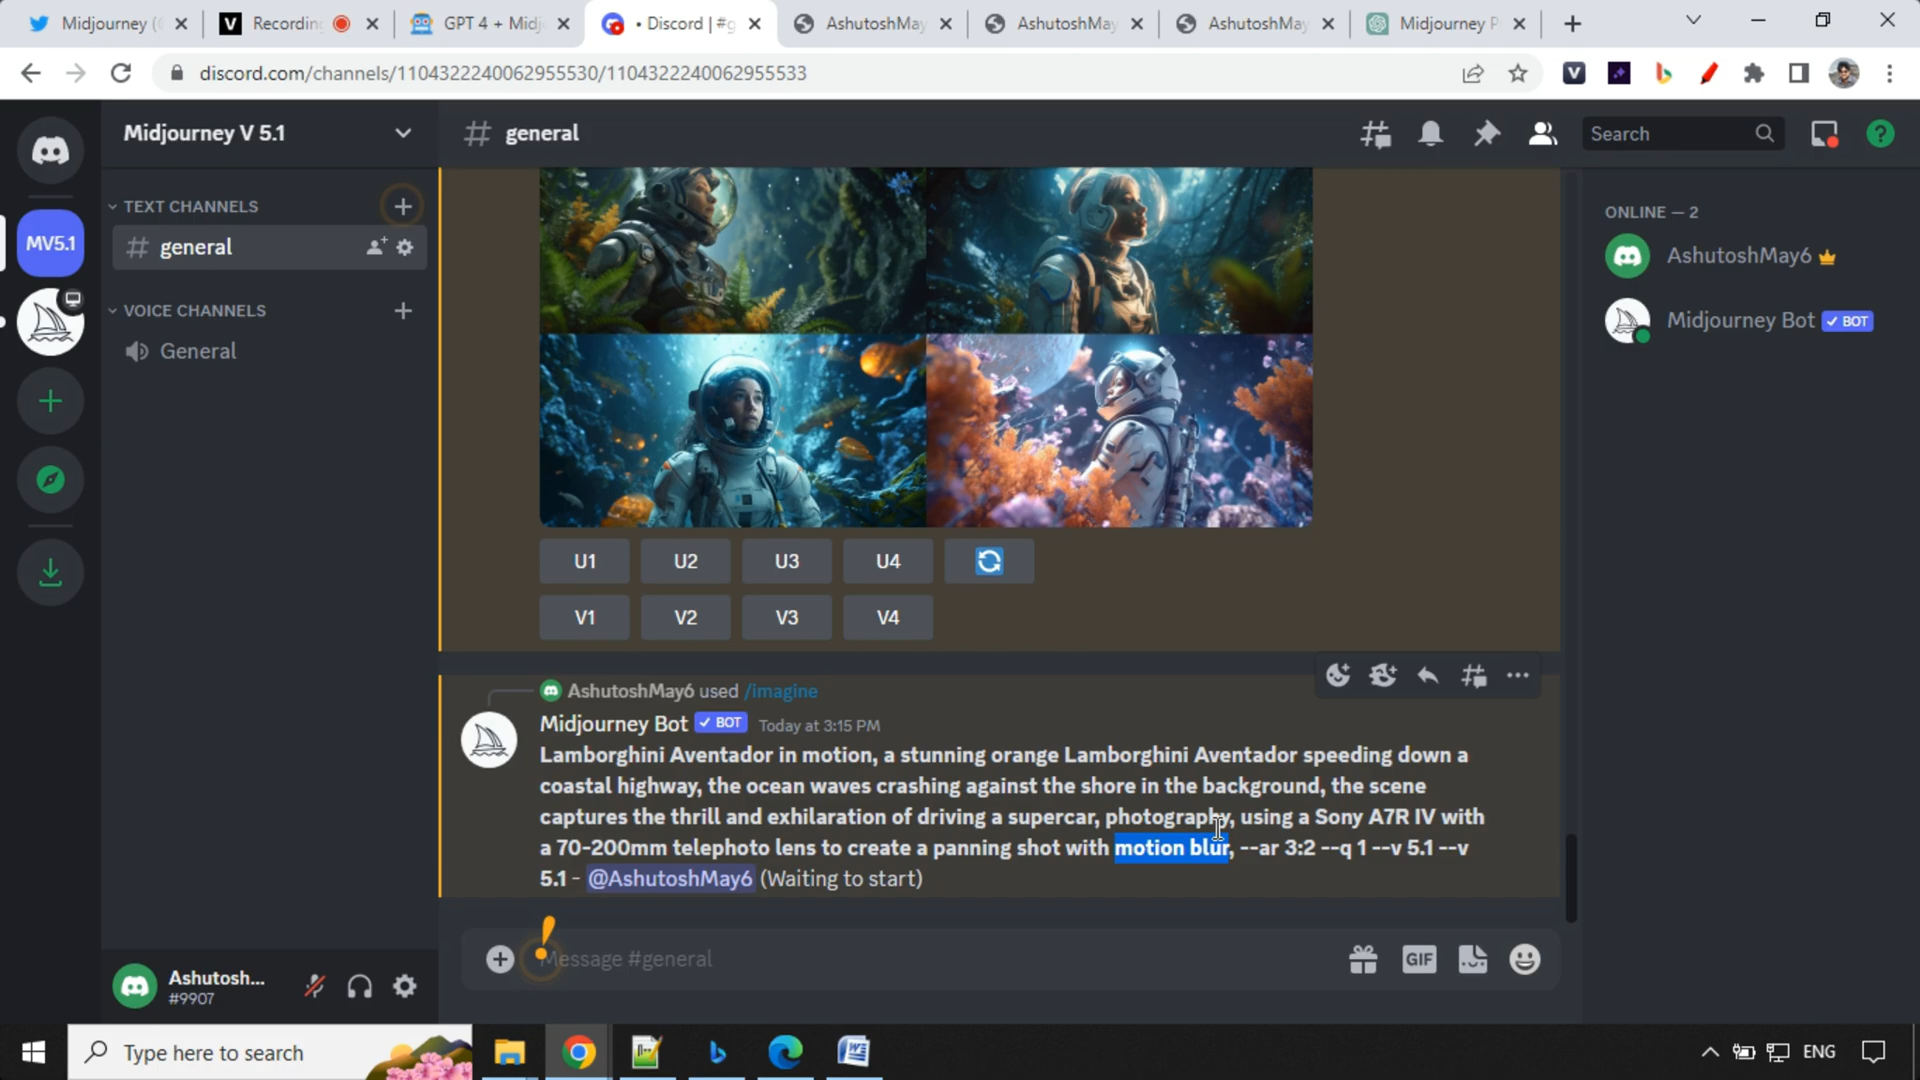 Midjourney (
Recording
GPT 4 + Midj
• Discord | #g
AshutoshMay
AshutoshMay
AshutoshMay
Midjourney P
discord.com/channels/1104322240062955530/1104322240062955533
Midjourney V 5.1
general
Search
TEXT CHANNELS
MV5.1
general
VOICE CHANNELS
General
ONLINE — 2
AshutoshMay6
Midjourney Bot ✓ BOT
U1 U2 U3 U4
V1 V2 V3 V4
AshutoshMay6 used /imagine
Midjourney Bot ✓ BOT Today at 3:15 PM
Lamborghini Aventador in motion, a stunning orange Lamborghini Aventador speeding down a
coastal highway, the ocean waves crashing against the shore in the background, the scene
captures the thrill and exhilaration of driving a supercar, photography, using a Sony A7R IV with
a 70-200mm telephoto lens to create a panning shot with motion blur, --ar 3:2 --q 1 --v 5.1 --v
5.1 - @AshutoshMay6 (Waiting to start)
Message #general
GIF
Ashutosh...
#9907
Type here to search
ENG